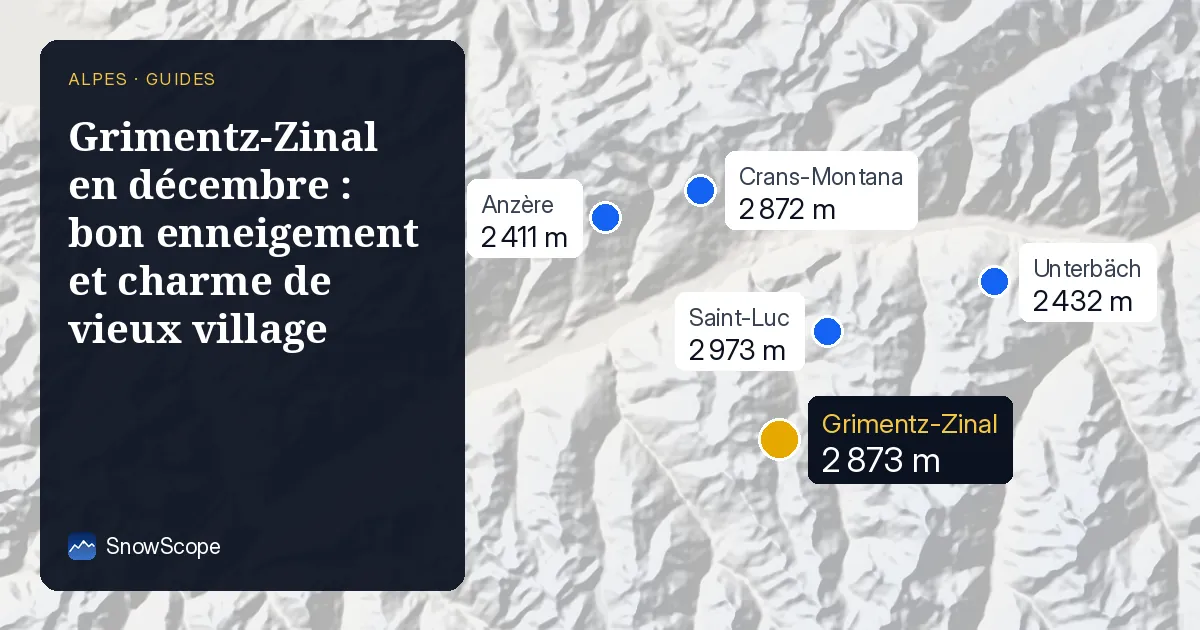 ALPES · GUIDES
Grimentz-Zinal
en décembre :
bon enneigement
et charme de
vieux village
SnowScope
Anzère
2 411 m
Crans-Montana
2 872 m
Unterbäch
2 432 m
Saint-Luc
2 973 m
Grimentz-Zinal
2 873 m